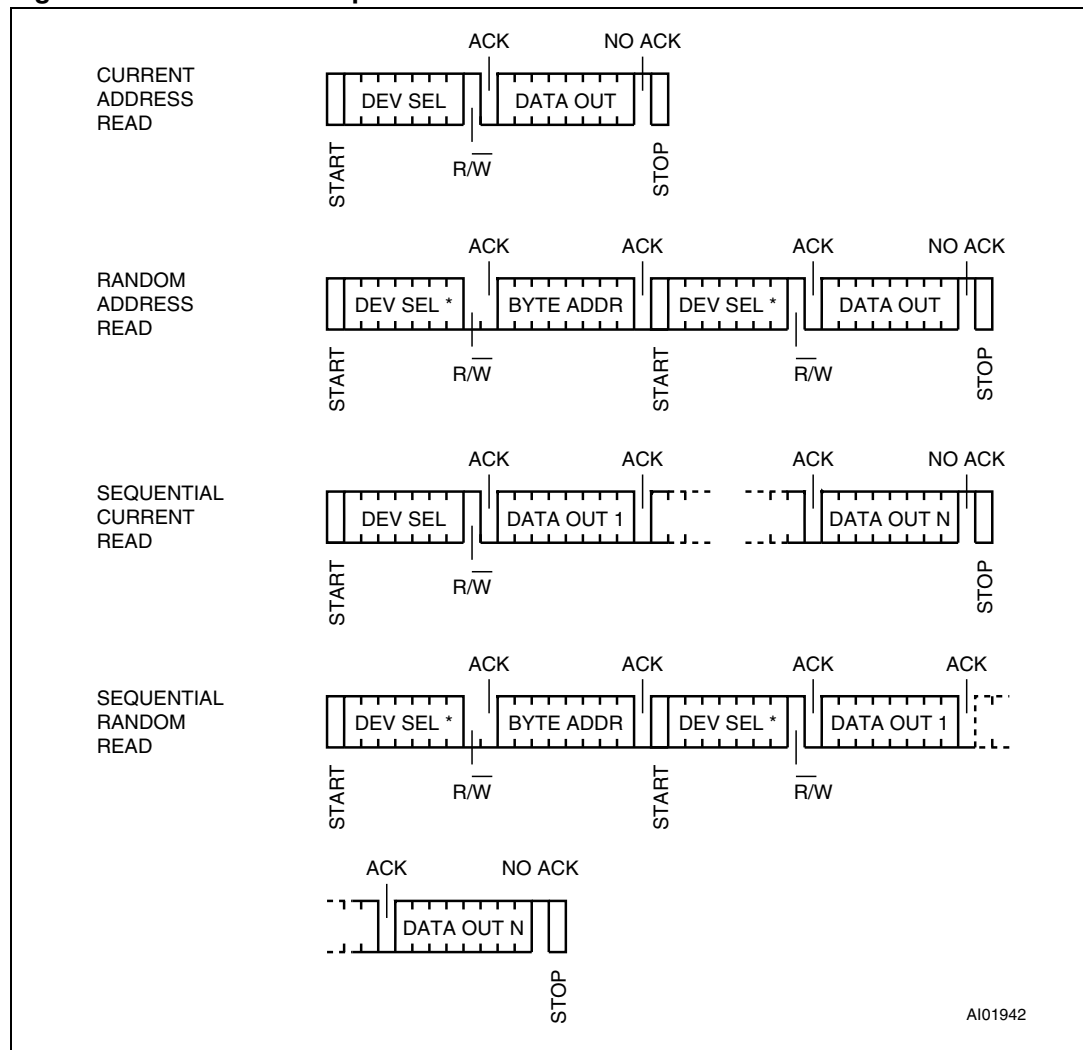 ACK NO ACK
CURRENT
ADDRESS
READ
DEV SEL DATA OUT
START R/W̅ STOP
ACK ACK ACK NO ACK
RANDOM
ADDRESS
READ
DEV SEL * BYTE ADDR DEV SEL * DATA OUT
START R/W̅ START R̅/W STOP
ACK ACK ACK NO ACK
SEQUENTIAL
CURRENT
READ
DEV SEL DATA OUT 1 DATA OUT N
START R/W̅ STOP
ACK ACK ACK ACK
SEQUENTIAL
RANDOM
READ
DEV SEL * BYTE ADDR DEV SEL * DATA OUT 1
START R/W̅ START R̅/W
ACK NO ACK
DATA OUT N
STOP
AI01942